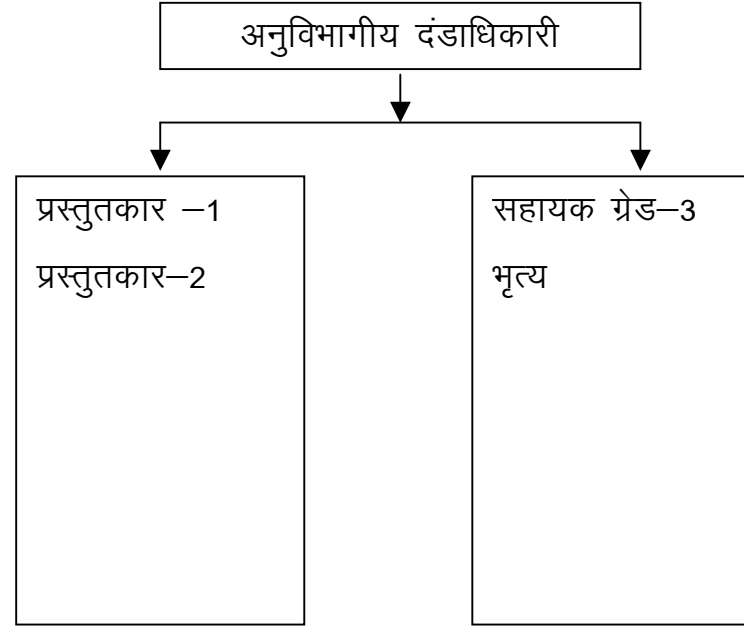 अनुविभागीय दंडाधिकारी
प्रस्तुतकार –1
प्रस्तुतकार–2
सहायक ग्रेड–3
भृत्य